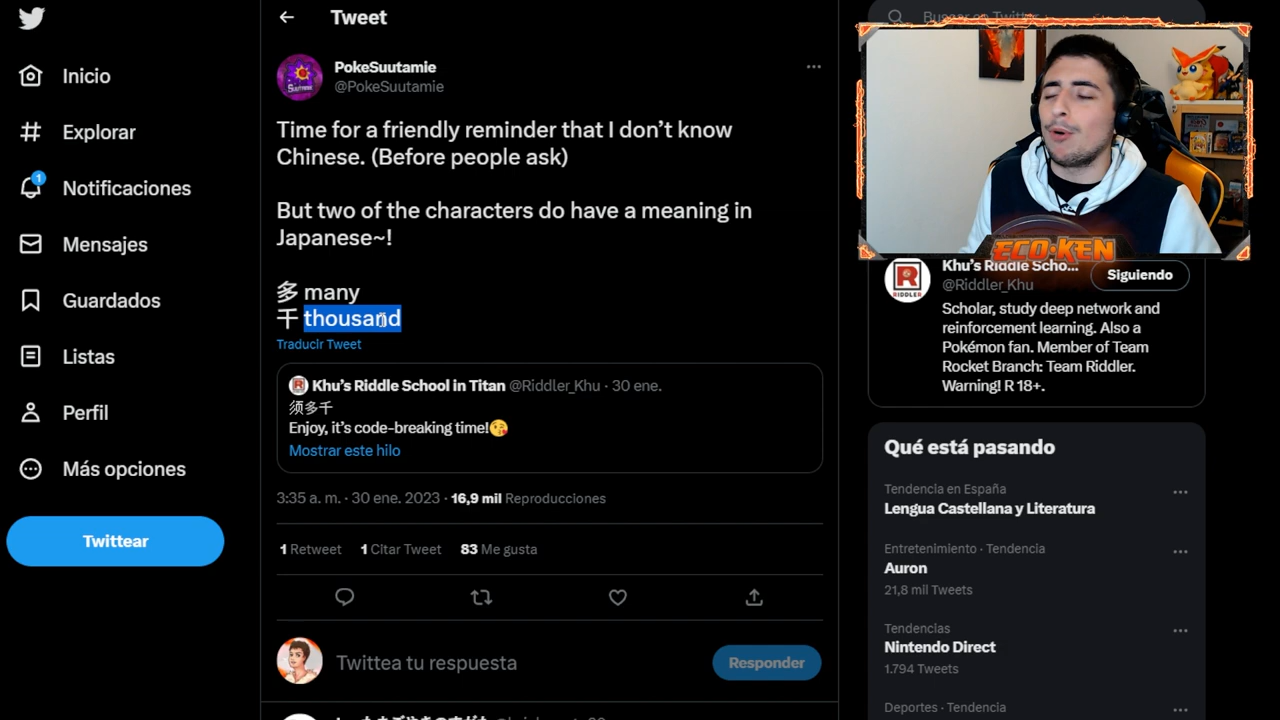 Tweet
Inicio
Explorar
1
Notificaciones
Mensajes
Guardados
Listas
Perfil
Más opciones
Twittear
PokeSuutamie
@PokeSuutamie
Time for a friendly reminder that I don’t know
Chinese. (Before people ask)
But two of the characters do have a meaning in
Japanese~!
多 many
千 thousand
Traducir Tweet
Khu’s Riddle School in Titan @Riddler_Khu · 30 ene.
须多千
Enjoy, it’s code-breaking time!😘
Mostrar este hilo
3:35 a. m. · 30 ene. 2023 · 16,9 mil Reproducciones
1 Retweet 1 Citar Tweet 83 Me gusta
Twittea tu respuesta
Responder
ECO-KEN
Khu’s Riddle Scho...
@Riddler_Khu
Siguiendo
RIDDLER
Scholar, study deep network and
reinforcement learning. Also a
Pokémon fan. Member of Team
Rocket Branch: Team Riddler.
Warning! R 18+.
Qué está pasando
Tendencia en España
Lengua Castellana y Literatura
Entretenimiento · Tendencia
Auron
21,8 mil Tweets
Tendencias
Nintendo Direct
1.794 Tweets
Deportes · Tendencia